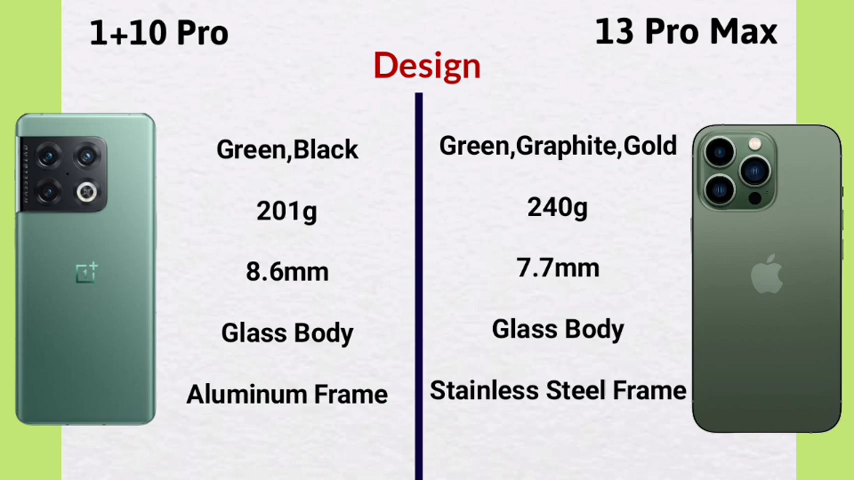 1+10 Pro
13 Pro Max
Design
Green,Black
201g
8.6mm
Glass Body
Aluminum Frame
Green,Graphite,Gold
240g
7.7mm
Glass Body
Stainless Steel Frame
HASSELBLAD